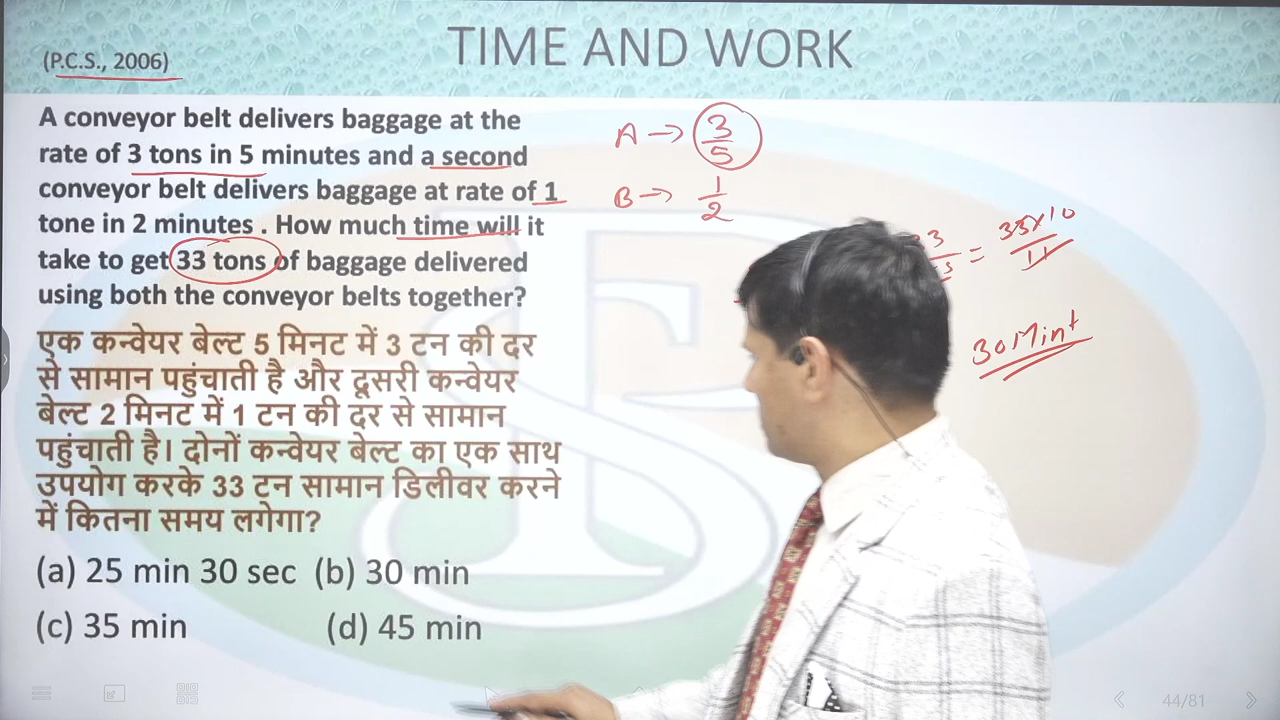 TIME AND WORK
(P.C.S., 2006)
A conveyor belt delivers baggage at the
rate of 3 tons in 5 minutes and a second
conveyor belt delivers baggage at rate of 1
tone in 2 minutes . How much time will it
take to get 33 tons of baggage delivered
using both the conveyor belts together?
एक कन्वेयर बेल्ट 5 मिनट में 3 टन की दर
से सामान पहुंचाती है और दूसरी कन्वेयर
बेल्ट 2 मिनट में 1 टन की दर से सामान
पहुंचाती है। दोनों कन्वेयर बेल्ट का एक साथ
उपयोग करके 33 टन सामान डिलीवर करने
में कितना समय लगेगा?
(a) 25 min 30 sec (b) 30 min
(c) 35 min (d) 45 min
A → 3/5
B → 1/2
= 33×10/11
30 Mint
44/81